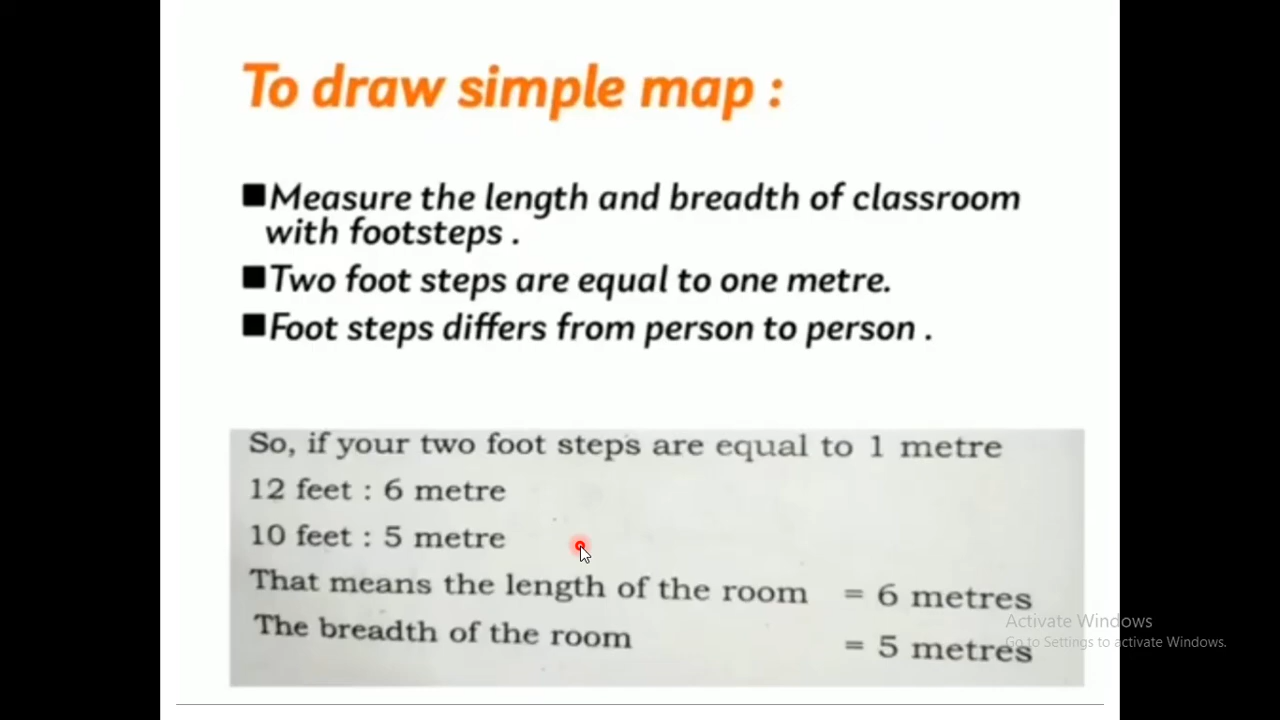 To draw simple map :
■Measure the length and breadth of classroom
with footsteps .
■Two foot steps are equal to one metre.
■Foot steps differs from person to person .
So, if your two foot steps are equal to 1 metre
12 feet : 6 metre
10 feet : 5 metre
That means the length of the room = 6 metres
The breadth of the room = 5 metres
Activate Windows
Go to Settings to activate Windows.